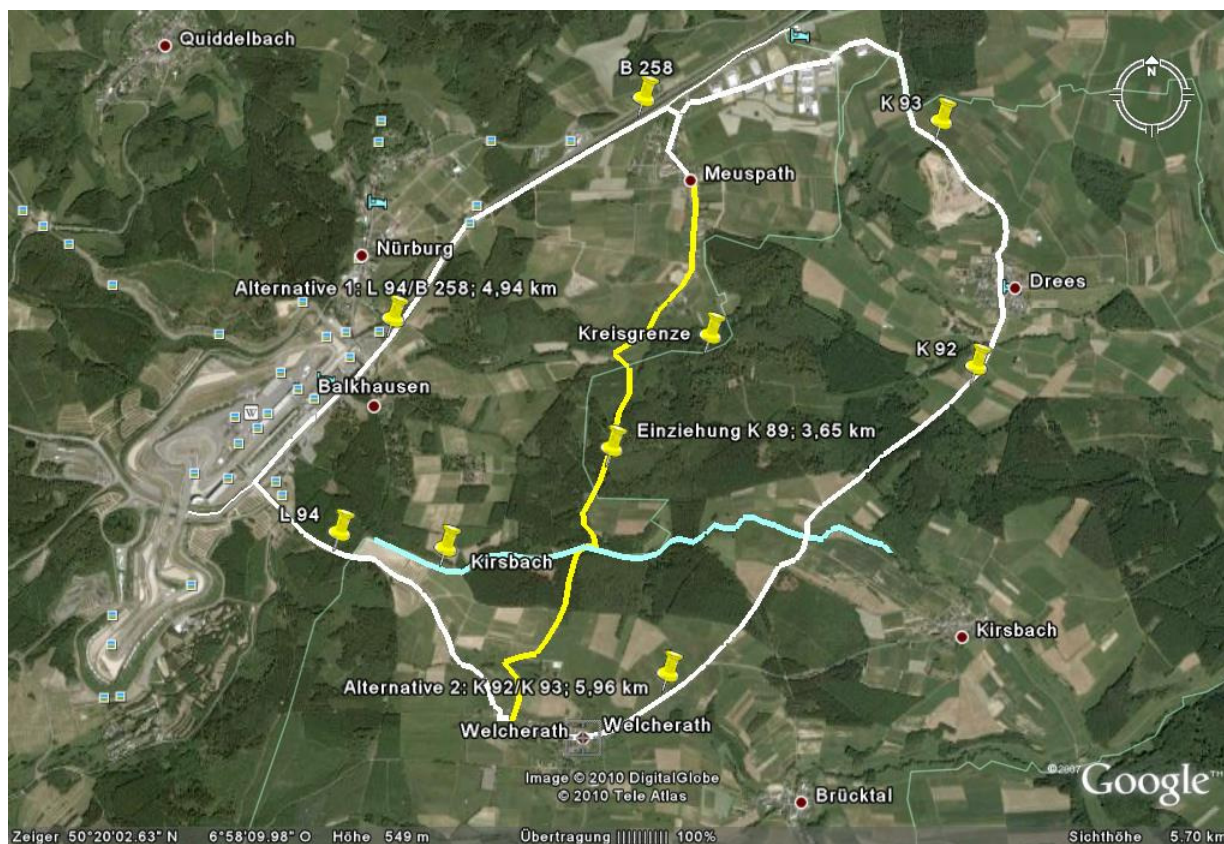 Quiddelbach
B 258
N
K 93
Meuspath
Nürburg
Drees
Alternative 1: L 94/B 258; 4,94 km
Kreisgrenze
K 92
Balkhausen
W
Einziehung K 89; 3,65 km
L 94
Kirsbach
Kirsbach
Alternative 2: K 92/K 93; 5,96 km
Welcherath
Welcherath
Image © 2010 DigitalGlobe
© 2010 Tele Atlas
©2007 Google™
Brücktal
Zeiger 50°20'02.63" N 6°58'09.98" O Höhe 549 m Übertragung |||||||||| 100% Sichthöhe 5.70 km